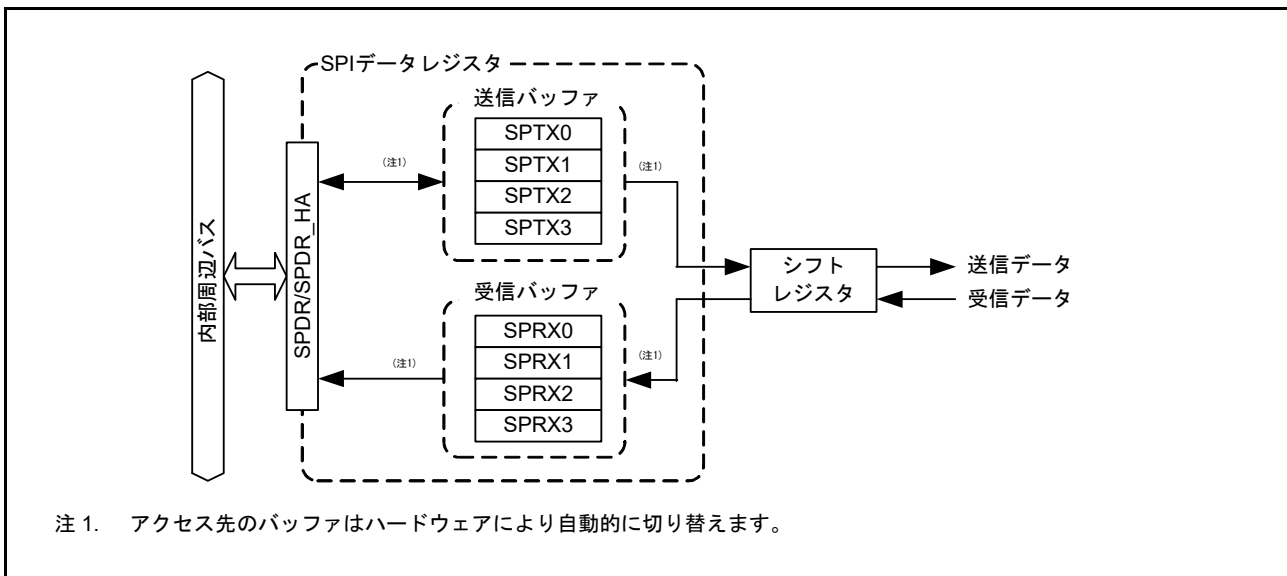 SPIデータレジスタ
送信バッファ
SPTX0
SPTX1
SPTX2
SPTX3
(注1)
(注1)
内部周辺バス
SPDR/SPDR_HA
シフト
レジスタ
送信データ
受信データ
受信バッファ
SPRX0
SPRX1
SPRX2
SPRX3
(注1)
(注1)
注 1. アクセス先のバッファはハードウェアにより自動的に切り替えます。